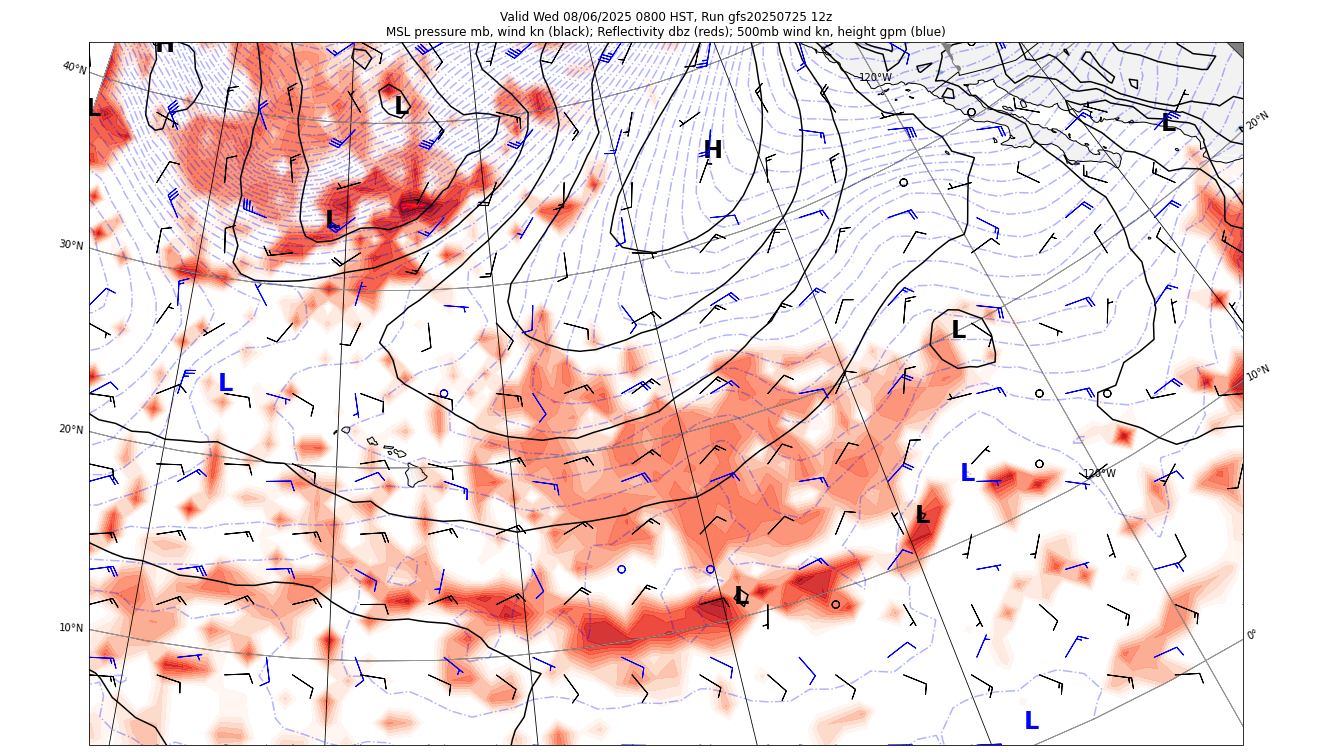 Valid Wed 08/06/2025 0800 HST, Run gfs20250725 12z
MSL pressure mb, wind kn (black); Reflectivity dbz (reds); 500mb wind kn, height gpm (blue)
H
40°N
120°W
L
L
L
20°N
H
L
30°N
L
10°N
L
20°N
L
120°W
L
L
10°N
0°
L